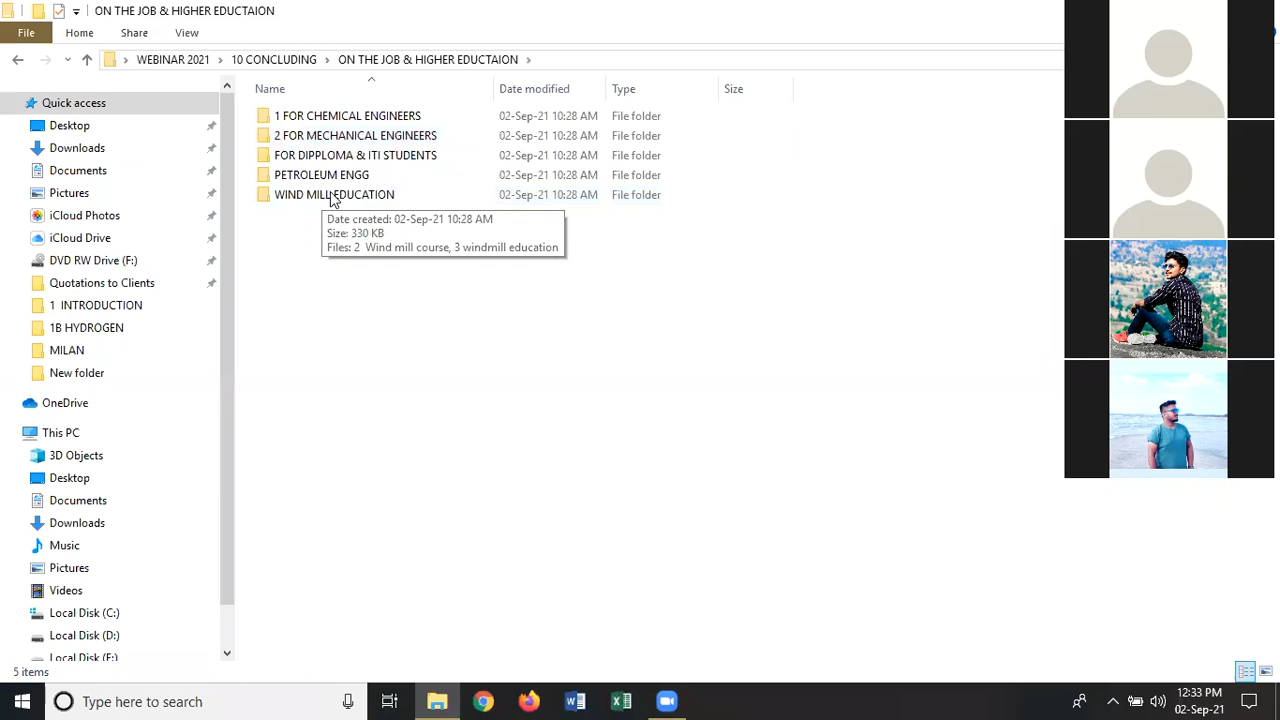 ON THE JOB & HIGHER EDUCTAION
File Home Share View
WEBINAR 2021 10 CONCLUDING ON THE JOB & HIGHER EDUCTAION
Name Date modified Type Size
Quick access
Desktop
Downloads
Documents
Pictures
iCloud Photos
iCloud Drive
DVD RW Drive (F:)
Quotations to Clients
1 INTRODUCTION
1B HYDROGEN
MILAN
New folder
OneDrive
This PC
3D Objects
Desktop
Documents
Downloads
Music
Pictures
Videos
Local Disk (C:)
Local Disk (D:)
Local Disk (E:)
1 FOR CHEMICAL ENGINEERS 02-Sep-21 10:28 AM File folder
2 FOR MECHANICAL ENGINEERS 02-Sep-21 10:28 AM File folder
FOR DIPPLOMA & ITI STUDENTS 02-Sep-21 10:28 AM File folder
PETROLEUM ENGG 02-Sep-21 10:28 AM File folder
WIND MILL EDUCATION 02-Sep-21 10:28 AM File folder
Date created: 02-Sep-21 10:28 AM
Size: 330 KB
Files: 2 Wind mill course, 3 windmill education
5 items
Type here to search
12:33 PM
02-Sep-21